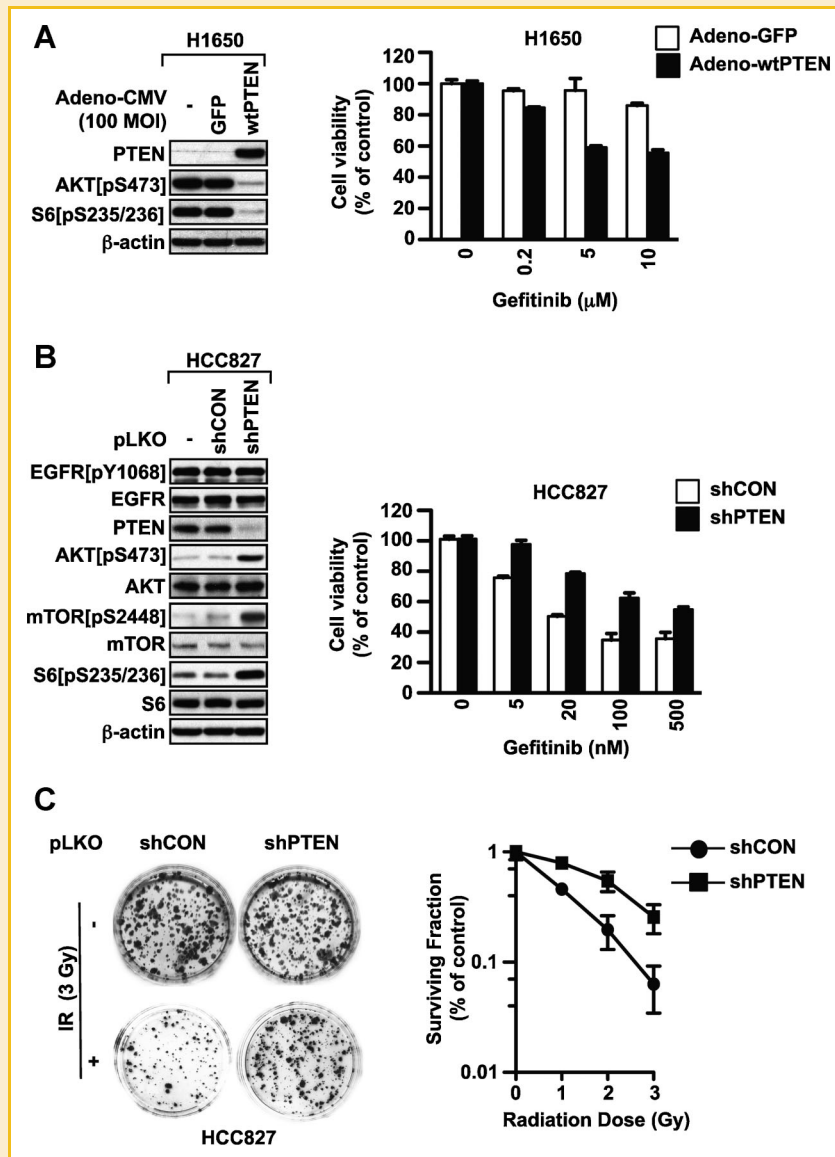 A
H1650
Adeno-CMV
(100 MOI)
-
GFP
wtPTEN
PTEN
AKT[pS473]
S6[pS235/236]
β-actin
H1650
Adeno-GFP
Adeno-wtPTEN
Cell viability
(% of control)
120
100
80
60
40
20
0
0
0.2
5
10
Gefitinib (μM)
B
HCC827
pLKO
-
shCON
shPTEN
EGFR[pY1068]
EGFR
PTEN
AKT[pS473]
AKT
mTOR[pS2448]
mTOR
S6[pS235/236]
S6
β-actin
HCC827
shCON
shPTEN
Cell viability
(% of control)
120
100
80
60
40
20
0
0
5
20
100
500
Gefitinib (nM)
C
pLKO
shCON
shPTEN
IR (3 Gy)
-
+
HCC827
shCON
shPTEN
Surviving Fraction
(% of control)
1
0.1
0.01
0
1
2
3
Radiation Dose (Gy)